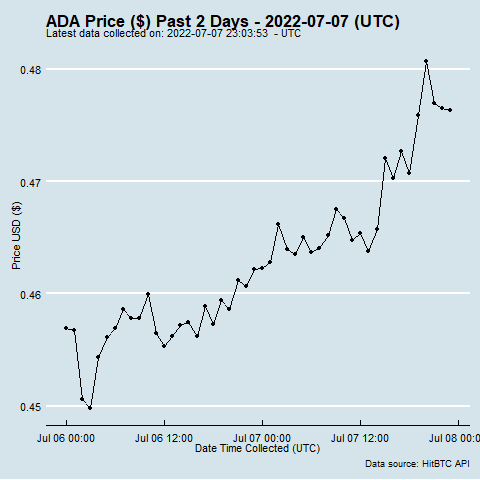 ADA Price ($) Past 2 Days - 2022-07-07 (UTC)
Latest data collected on: 2022-07-07 23:03:53 - UTC
0.48
0.47
0.46
0.45
Price USD ($)
Jul 06 00:00 Jul 06 12:00 Jul 07 00:00 Jul 07 12:00 Jul 08 00:00
Date Time Collected (UTC)
Data source: HitBTC API